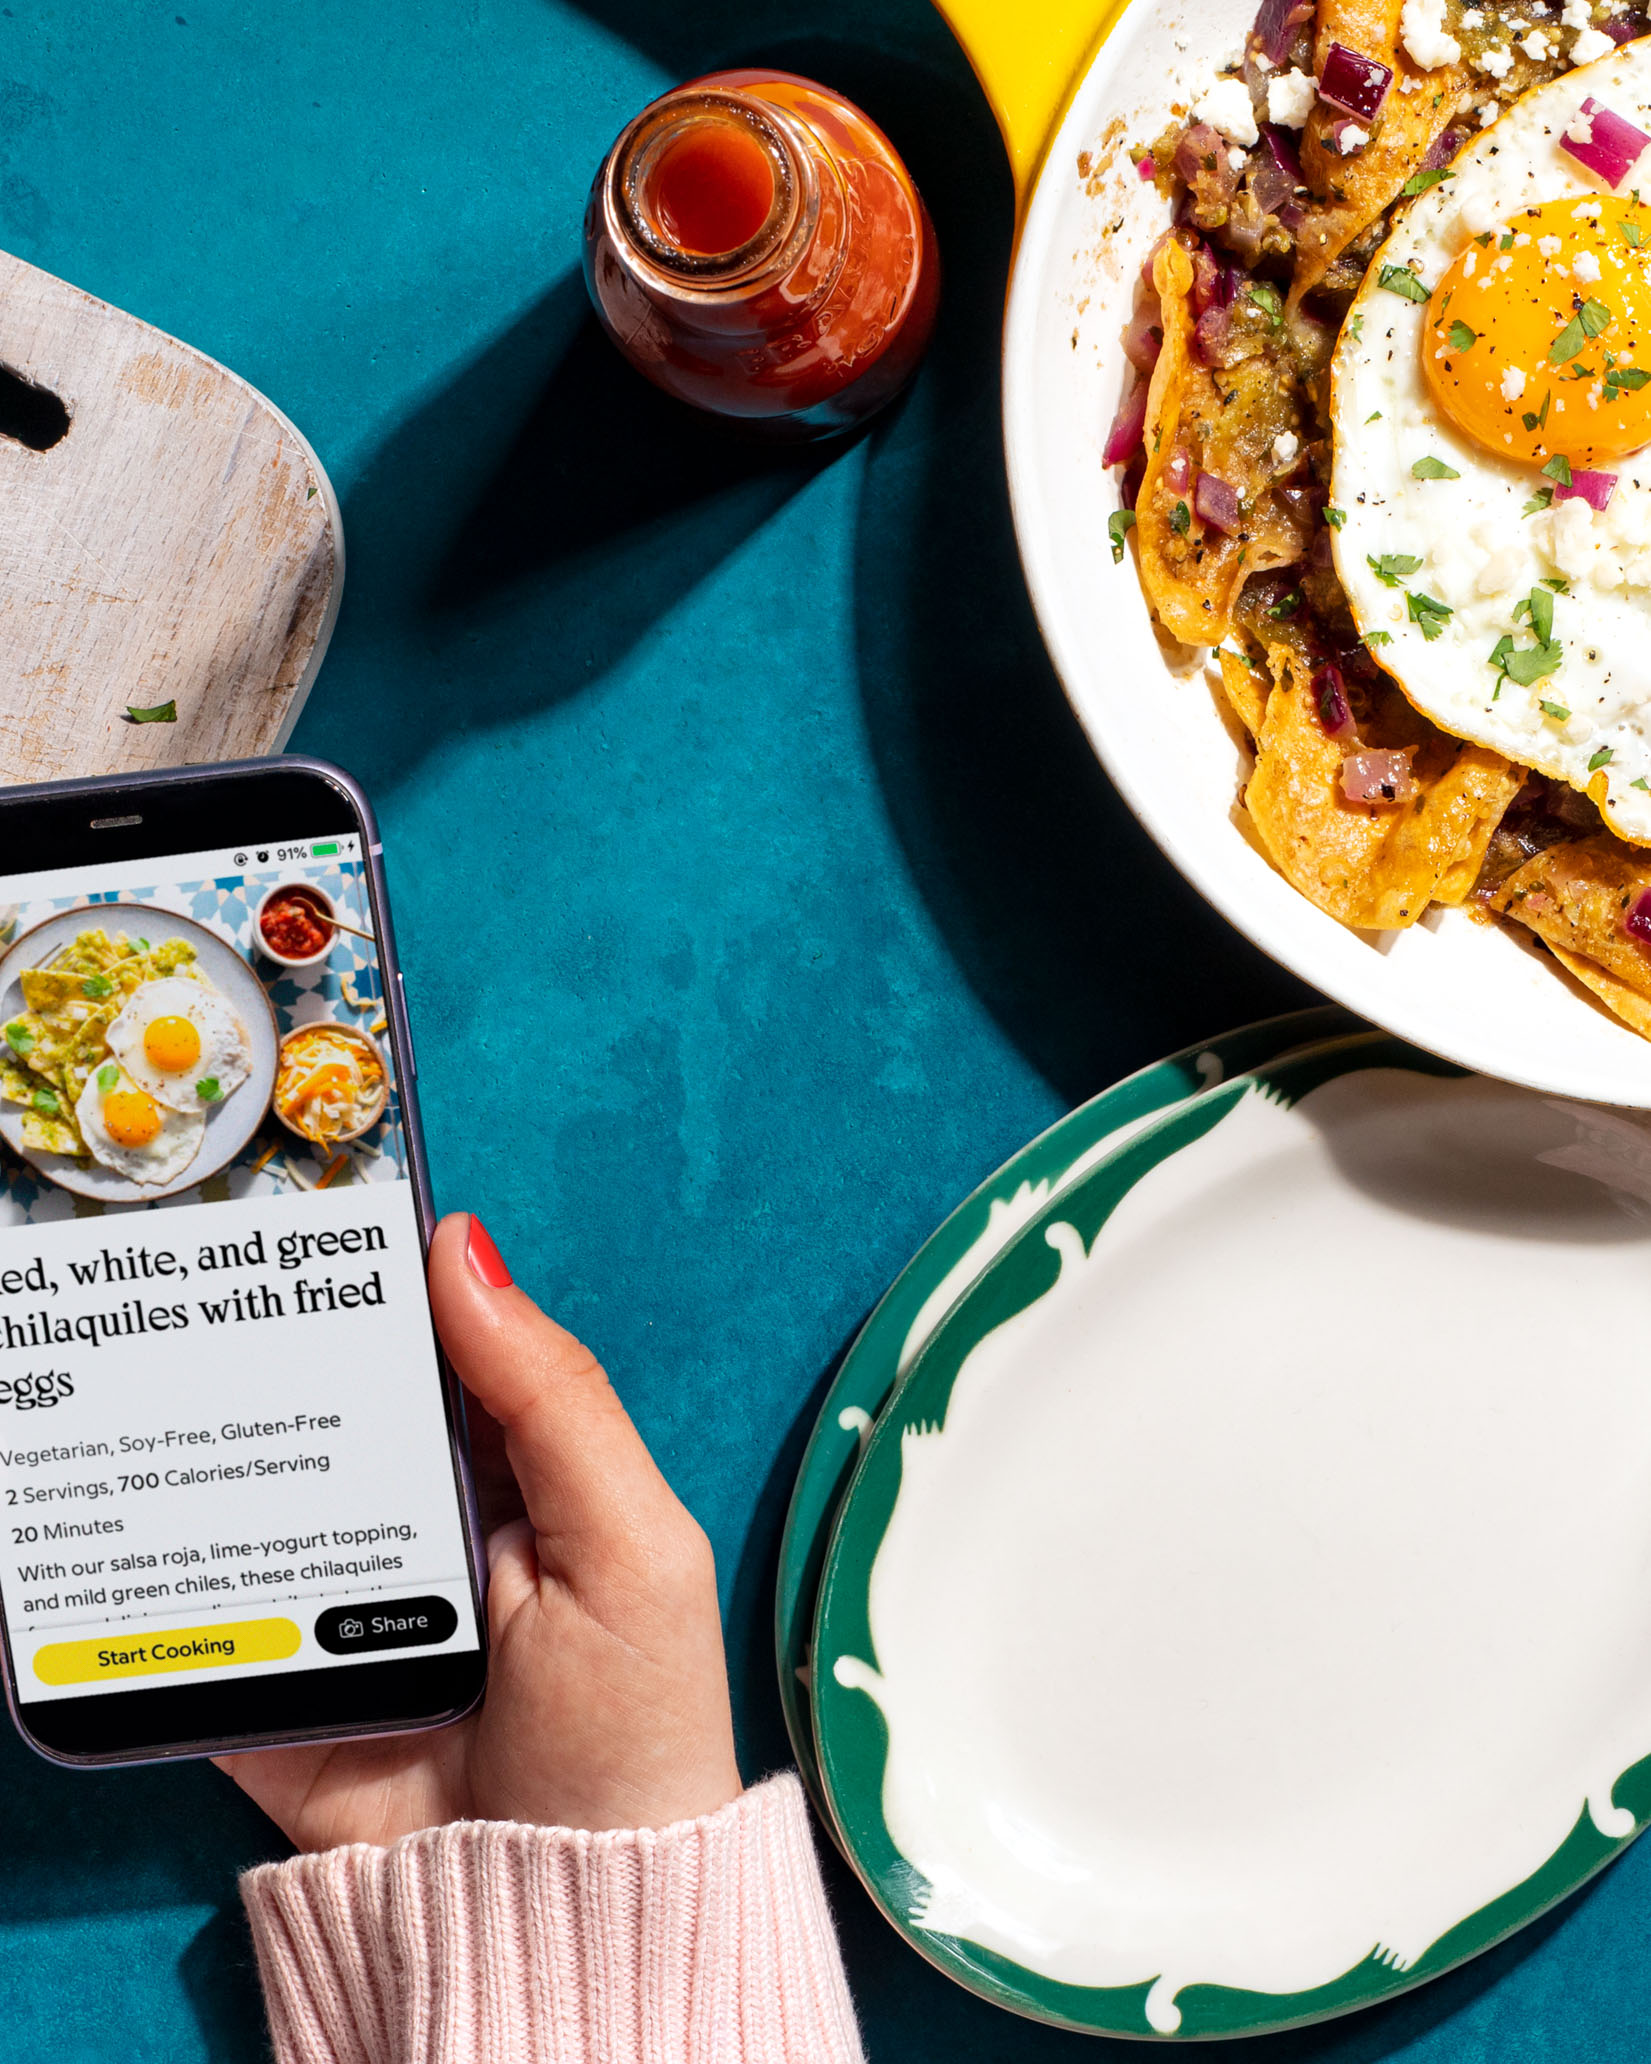 91%
ed, white, and green
chilaquiles with fried
eggs
Vegetarian, Soy-Free, Gluten-Free
2 Servings, 700 Calories/Serving
20 Minutes
With our salsa roja, lime-yogurt topping,
and mild green chiles, these chilaquiles
Start Cooking
Share